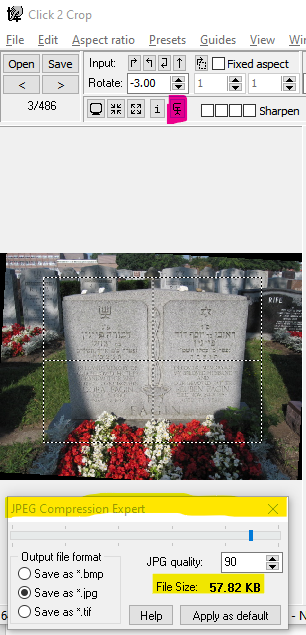 Click 2 Crop
File Edit Aspect ratio Presets Guides View Wi
Open Save Input: Fixed aspect
< > Rotate: -3.00 1 1
3/486 i Sharpen
RIFE
FAGIN
JPEG Compression Expert ×
Output file format
JPG quality: 90
Save as *.bmp
Save as *.jpg
File Size: 57.82 KB
Save as *.tif
Help Apply as default